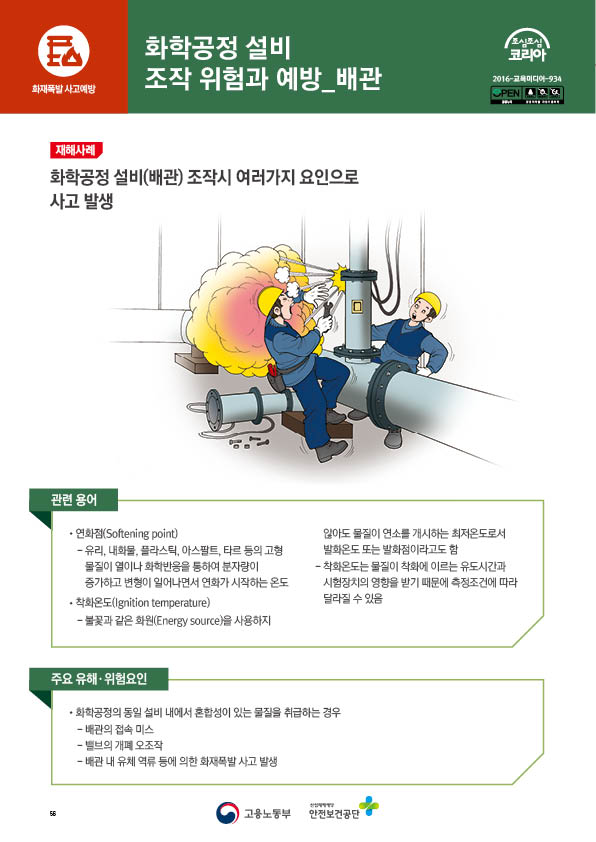 화재폭발 사고예방
화학공정 설비
조작 위험과 예방_배관
조심조심
코리아
2016-교육미디어-934
OPEN
재해사례
화학공정 설비(배관) 조작시 여러가지 요인으로
사고 발생
관련 용어
• 연화점(Softening point)
- 유리, 내화물, 플라스틱, 아스팔트, 타르 등의 고형
물질이 열이나 화학반응을 통하여 분자량이
증가하고 변형이 일어나면서 연화가 시작하는 온도
• 착화온도(Ignition temperature)
- 불꽃과 같은 화원(Energy source)을 사용하지
않아도 물질이 연소를 개시하는 최저온도로서
발화온도 또는 발화점이라고도 함
- 착화온도는 물질이 착화에 이르는 유도시간과
시험장치의 영향을 받기 때문에 측정조건에 따라
달라질 수 있음
주요 유해·위험요인
• 화학공정의 동일 설비 내에서 혼합성이 있는 물질을 취급하는 경우
- 배관의 접속 미스
- 밸브의 개폐 오조작
- 배관 내 유체 역류 등에 의한 화재폭발 사고 발생
56
고용노동부
산업재해예방
안전보건공단